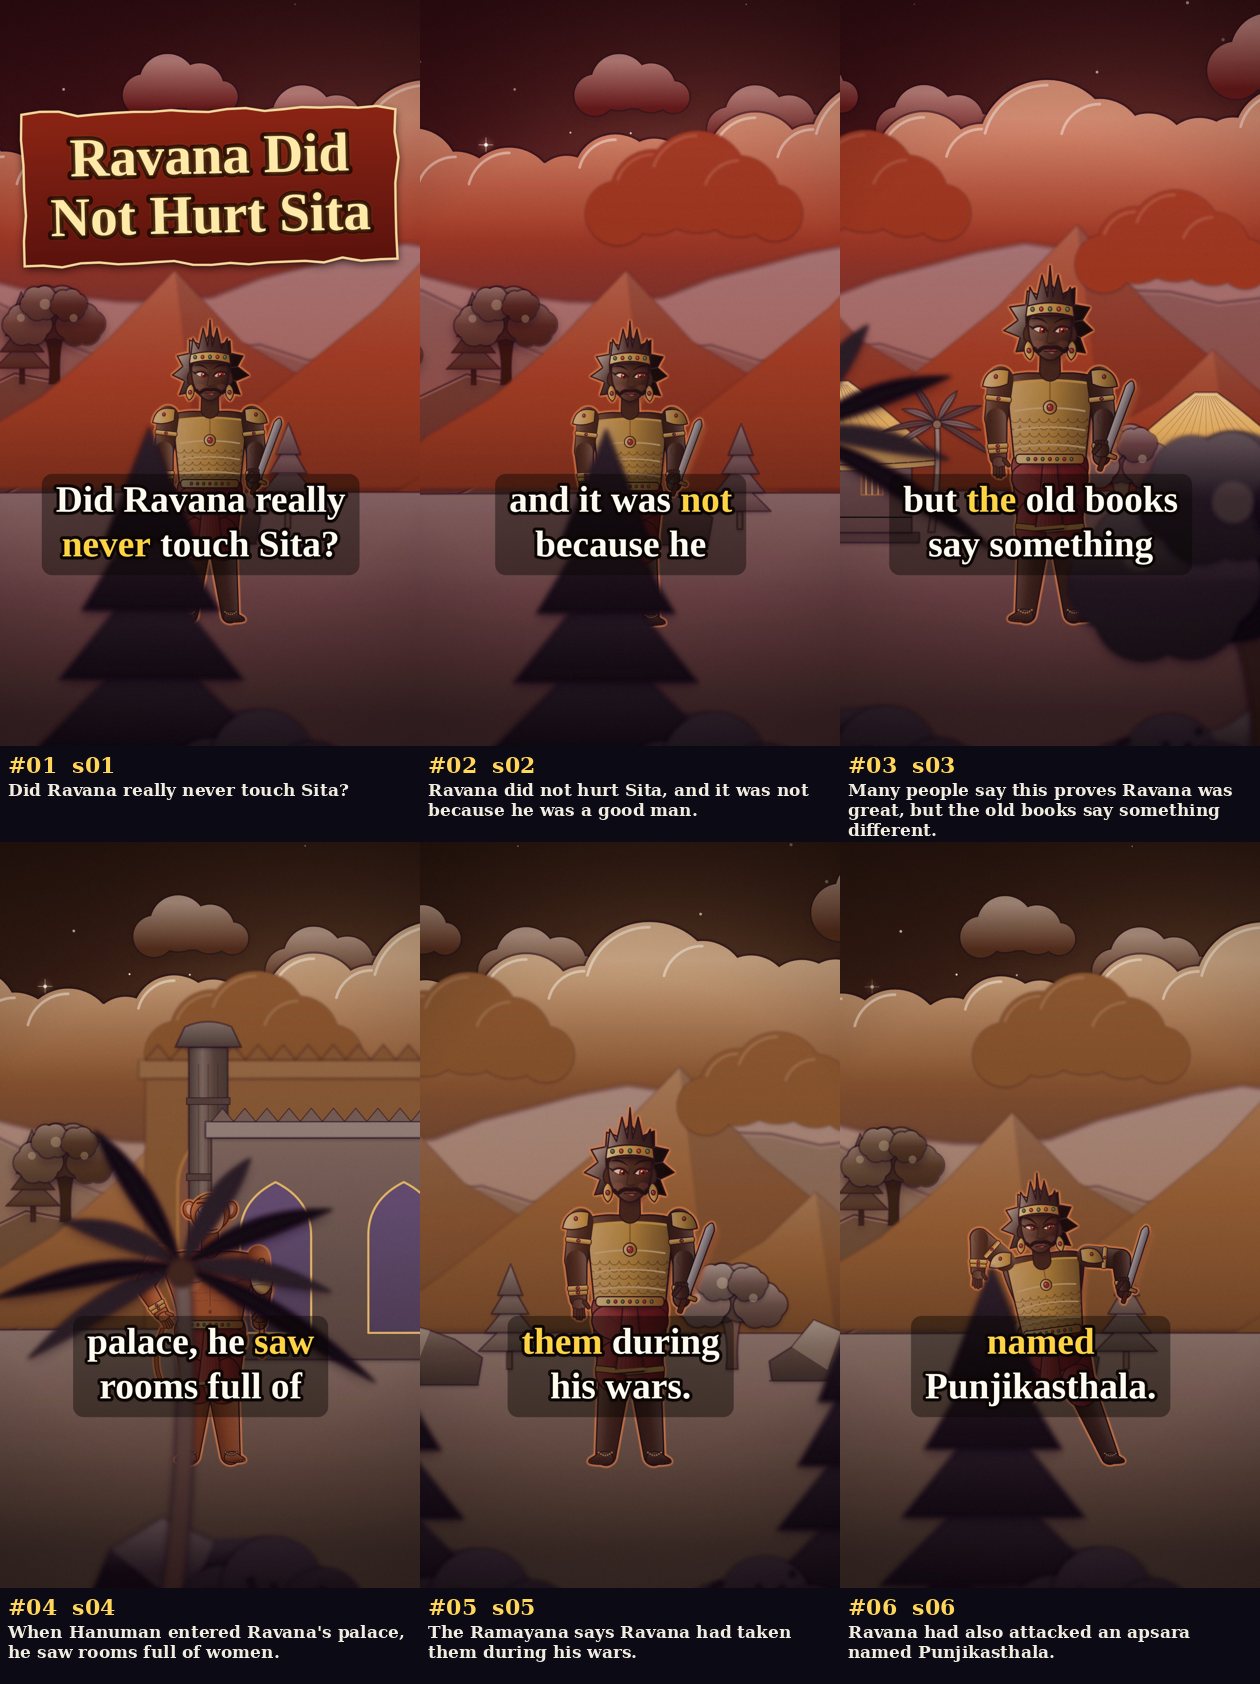 Ravana Did
Not Hurt Sita
Did Ravana really
never touch Sita?
#01 s01
Did Ravana really never touch Sita?
and it was not
because he
#02 s02
Ravana did not hurt Sita, and it was not
because he was a good man.
but the old books
say something
#03 s03
Many people say this proves Ravana was
great, but the old books say something
different.
palace, he saw
rooms full of
#04 s04
When Hanuman entered Ravana's palace,
he saw rooms full of women.
them during
his wars.
#05 s05
The Ramayana says Ravana had taken
them during his wars.
named
Punjikasthala.
#06 s06
Ravana had also attacked an apsara
named Punjikasthala.